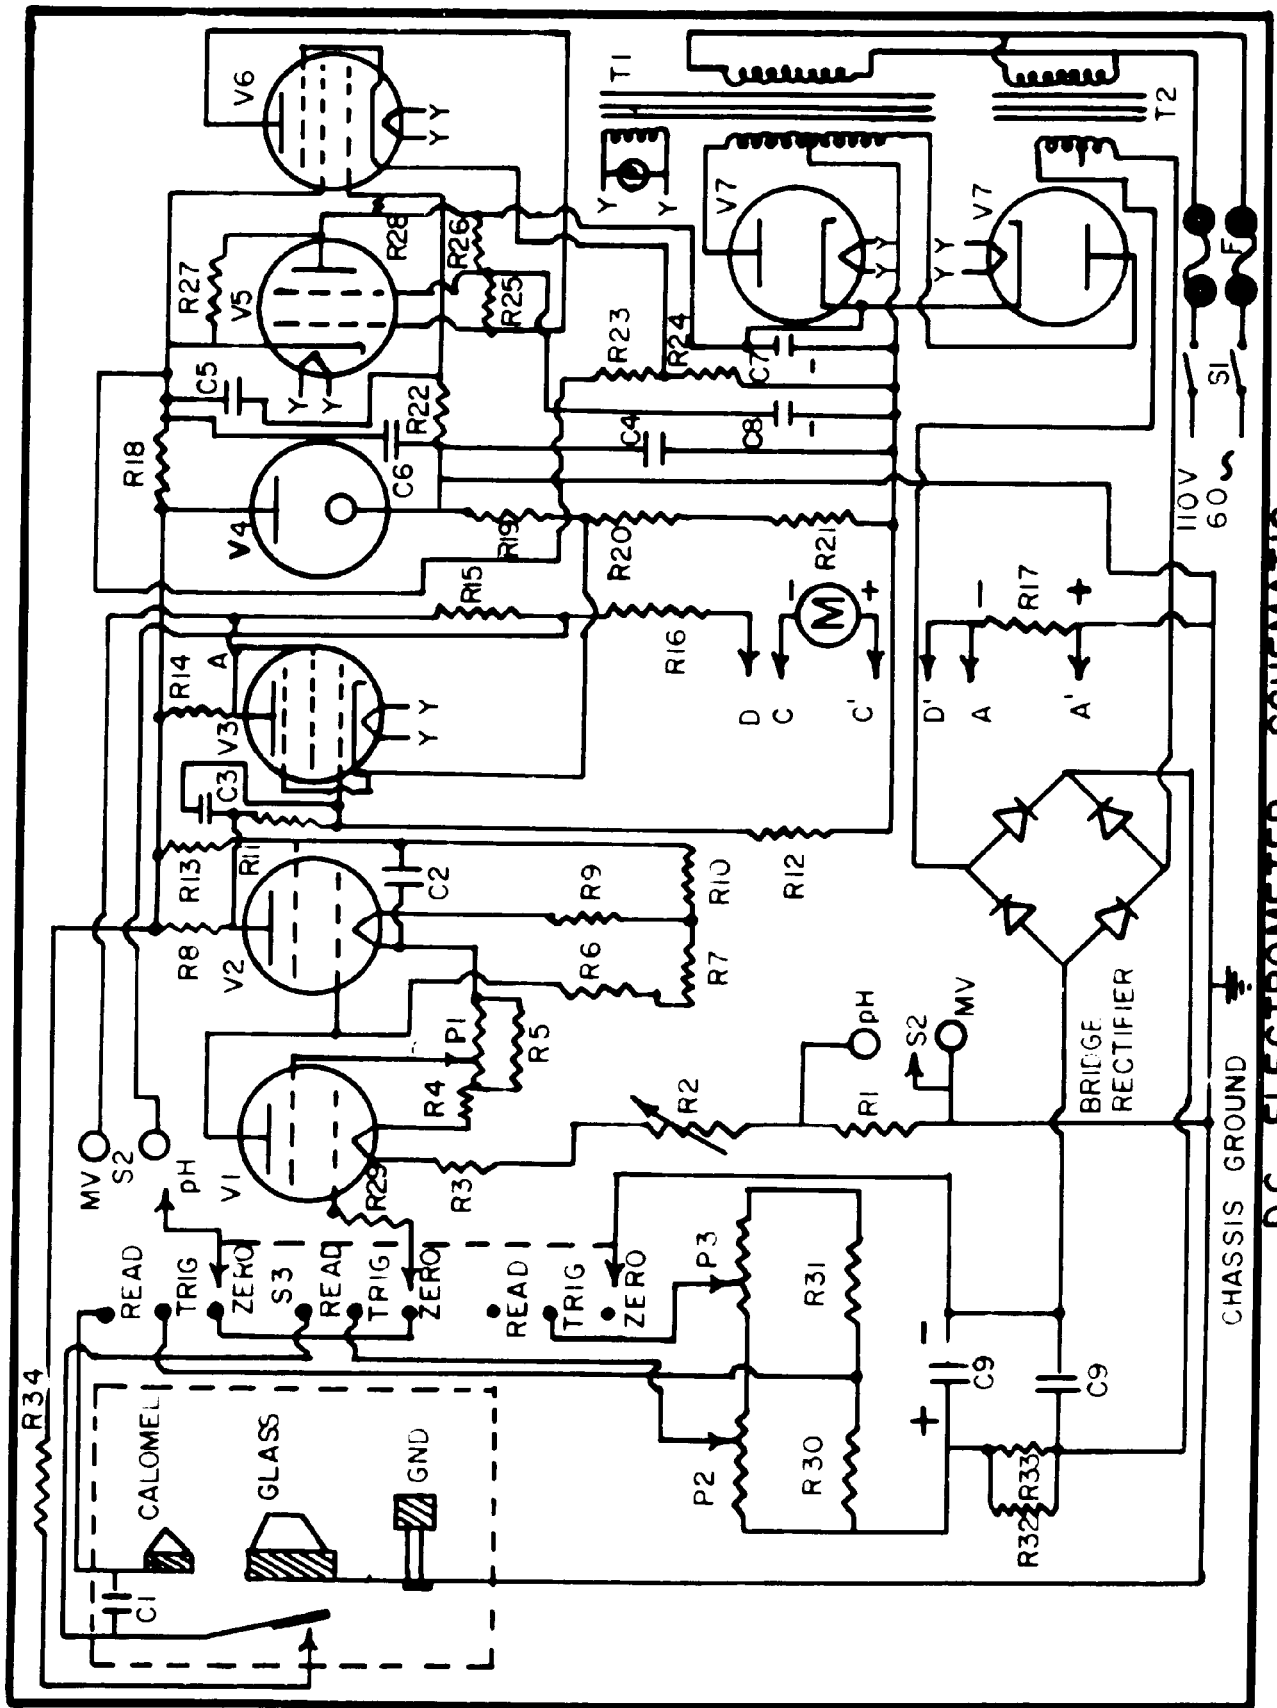 R34
MV
S2
pH
READ
TRIG
ZERO
S3
READ
TRIG
ZERO
READ
TRIG
ZERO
CALOMEL
GLASS
GND
C1
V1
R29
R3
R4
P1
R5
R2
R1
pH
S2
MV
P2
P3
R30
R31
+
-
C9
C9
R32
R33
BRIDGE
RECTIFIER
CHASSIS GROUND
R8
V2
R13
R11
C3
C2
R6
R9
R7
R10
R12
V3
R14
A
Y Y
R15
R16
D
C
-
M
+
C'
D'
A
-
R17
+
A'
V4
R18
C6
R19
R20
R21
R22
C5
C4
C8
-
C7
-
R23
R24
R25
R26
R27
R28
V5
Y
Y
V6
Y
Y
T1
Y
Y
V7
Y
Y
V7
Y
Y
T2
F
S1
110V
60~
D.C. ELECTROMETER SCHEMATIC